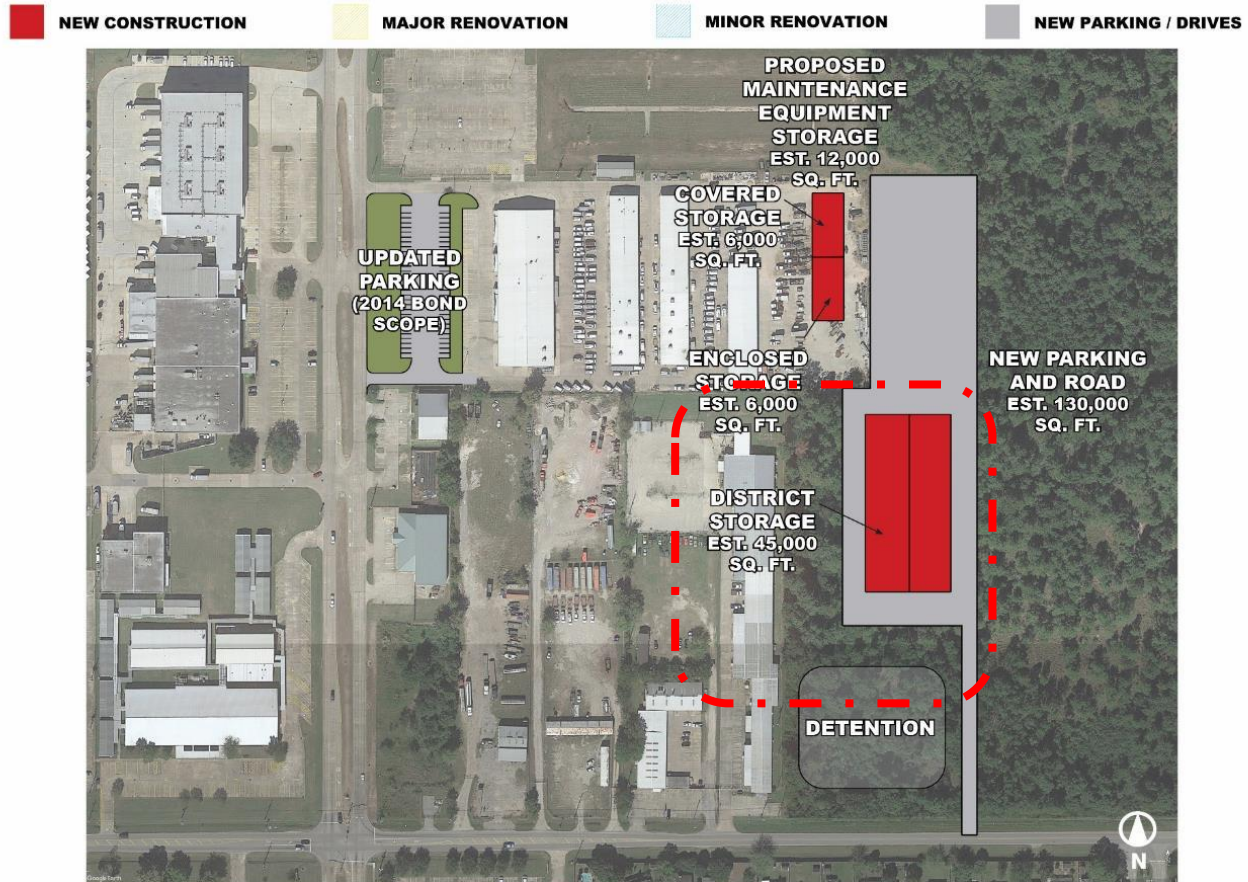 NEW CONSTRUCTION
MAJOR RENOVATION
MINOR RENOVATION
NEW PARKING / DRIVES
PROPOSED
MAINTENANCE
EQUIPMENT
STORAGE
EST. 12,000
SQ. FT.
COVERED
STORAGE
EST. 6,000
SQ. FT.
UPDATED
PARKING
(2014 BOND
SCOPE)
ENCLOSED
STORAGE
EST. 6,000
SQ. FT.
NEW PARKING
AND ROAD
EST. 130,000
SQ. FT.
DISTRICT
STORAGE
EST. 45,000
SQ. FT.
DETENTION
N
Google Earth